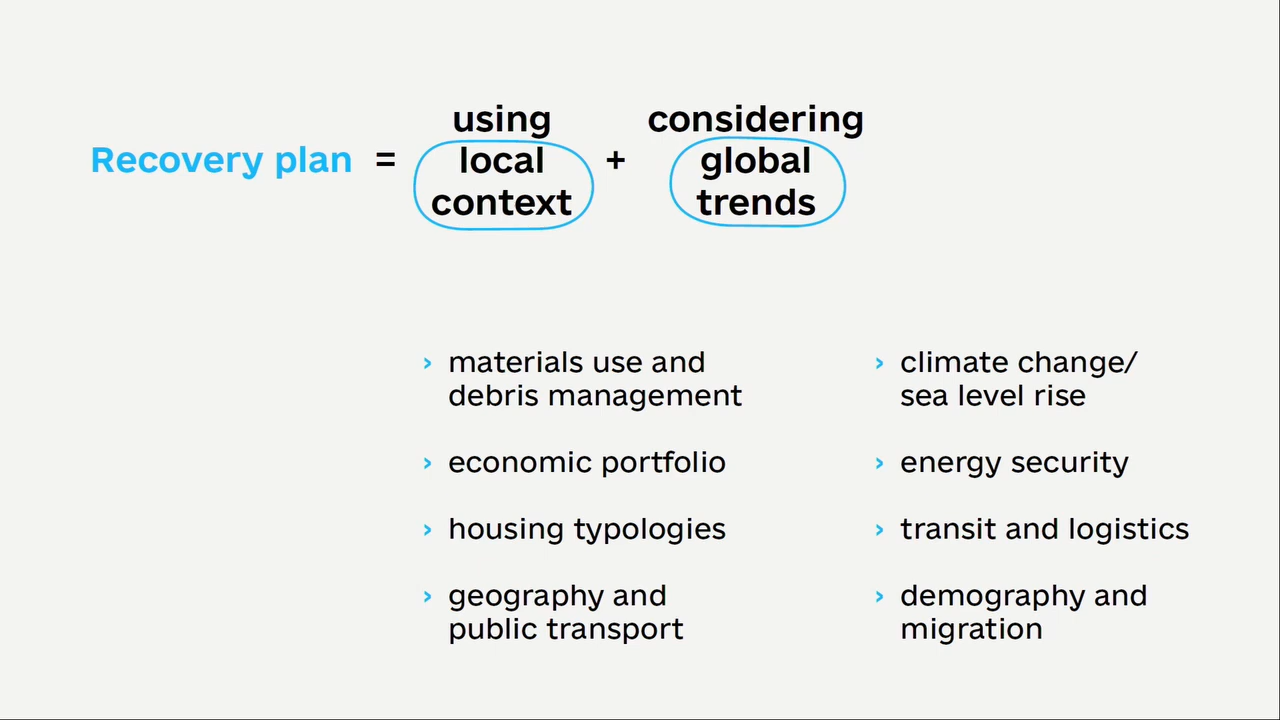 Recovery plan = using local context + considering global trends
› materials use and
debris management
› economic portfolio
› housing typologies
› geography and
public transport
› climate change/
sea level rise
› energy security
› transit and logistics
› demography and
migration